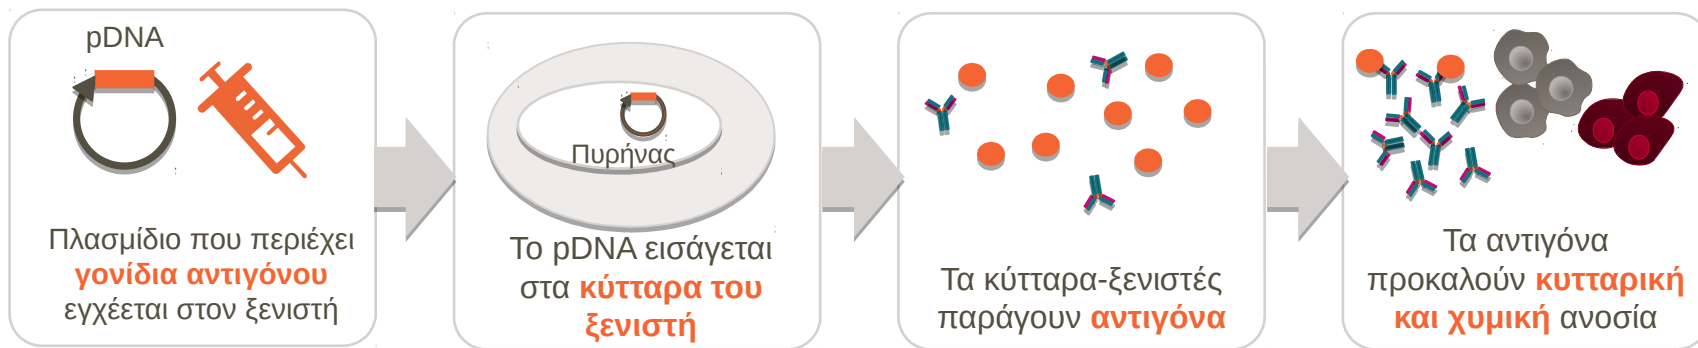 pDNA
Πλασμίδιο που περιέχει
γονίδια αντιγόνου
εγχέεται στον ξενιστή
Πυρήνας
Το pDNA εισάγεται
στα κύτταρα του
ξενιστή
Τα κύτταρα-ξενιστές
παράγουν αντιγόνα
Τα αντιγόνα
προκαλούν κυτταρική
και χυμική ανοσία